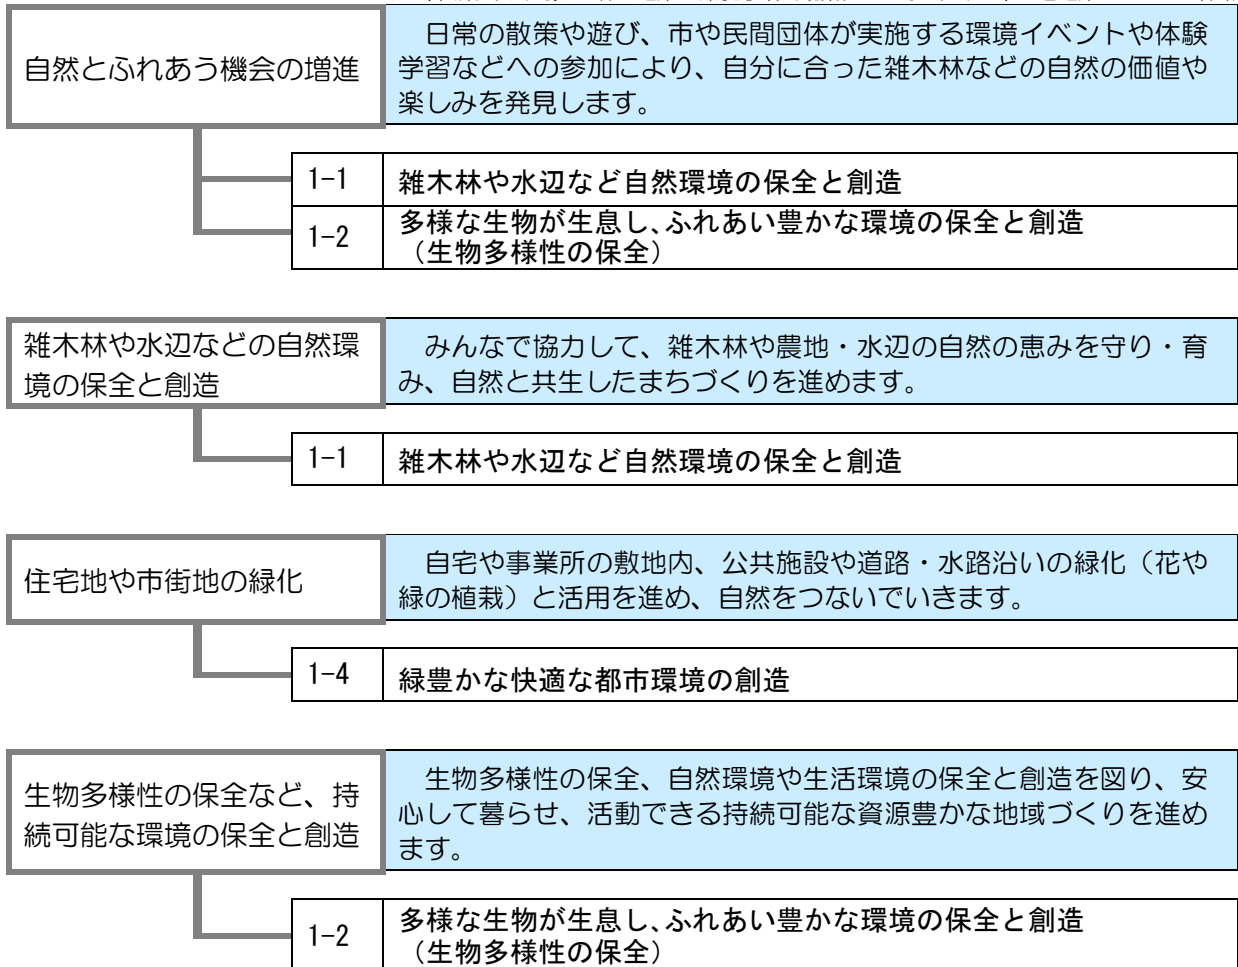 自然とふれあう機会の増進
　日常の散策や遊び、市や民間団体が実施する環境イベントや体験
学習などへの参加により、自分に合った雑木林などの自然の価値や
楽しみを発見します。
1-1
雑木林や水辺など自然環境の保全と創造
1-2
多様な生物が生息し、ふれあい豊かな環境の保全と創造
（生物多様性の保全）
雑木林や水辺などの自然環
境の保全と創造
　みんなで協力して、雑木林や農地・水辺の自然の恵みを守り・育
み、自然と共生したまちづくりを進めます。
1-1
雑木林や水辺など自然環境の保全と創造
住宅地や市街地の緑化
　自宅や事業所の敷地内、公共施設や道路・水路沿いの緑化（花や
緑の植栽）と活用を進め、自然をつないでいきます。
1-4
緑豊かな快適な都市環境の創造
生物多様性の保全など、持
続可能な環境の保全と創造
　生物多様性の保全、自然環境や生活環境の保全と創造を図り、安
心して暮らせ、活動できる持続可能な資源豊かな地域づくりを進め
ます。
1-2
多様な生物が生息し、ふれあい豊かな環境の保全と創造
（生物多様性の保全）